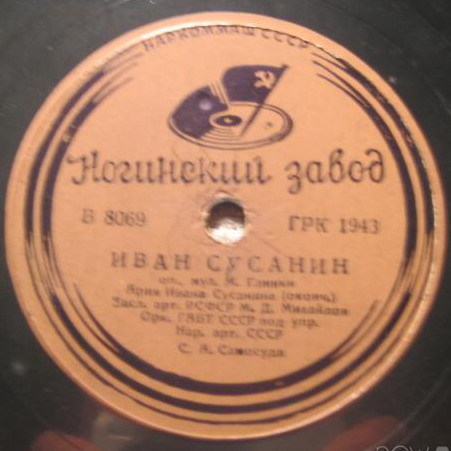 НАРКОММАШ СССР
Ногинский завод
В 8069 ГРК 1943
ИВАН СУСАНИН
оп., муз. М. Глинки
Ария Ивана Сусанина (оконч.)
Засл. арт. РСФСР М. Д. Михайлов
Орк. ГАБТ СССР под упр.
Нар. арт. СССР
С. А. Самосуда